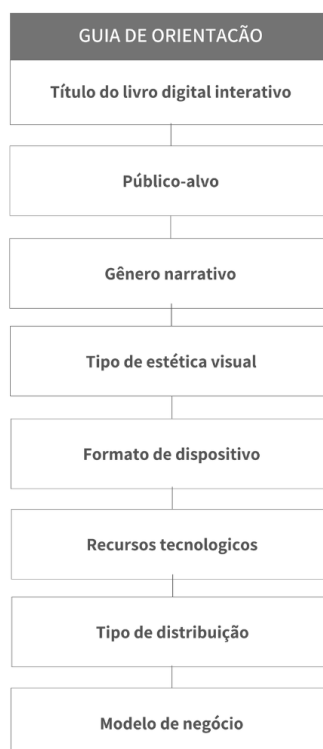 GUIA DE ORIENTACÃO
Título do livro digital interativo
Público-alvo
Gênero narrativo
Tipo de estética visual
Formato de dispositivo
Recursos tecnologicos
Tipo de distribuição
Modelo de negócio